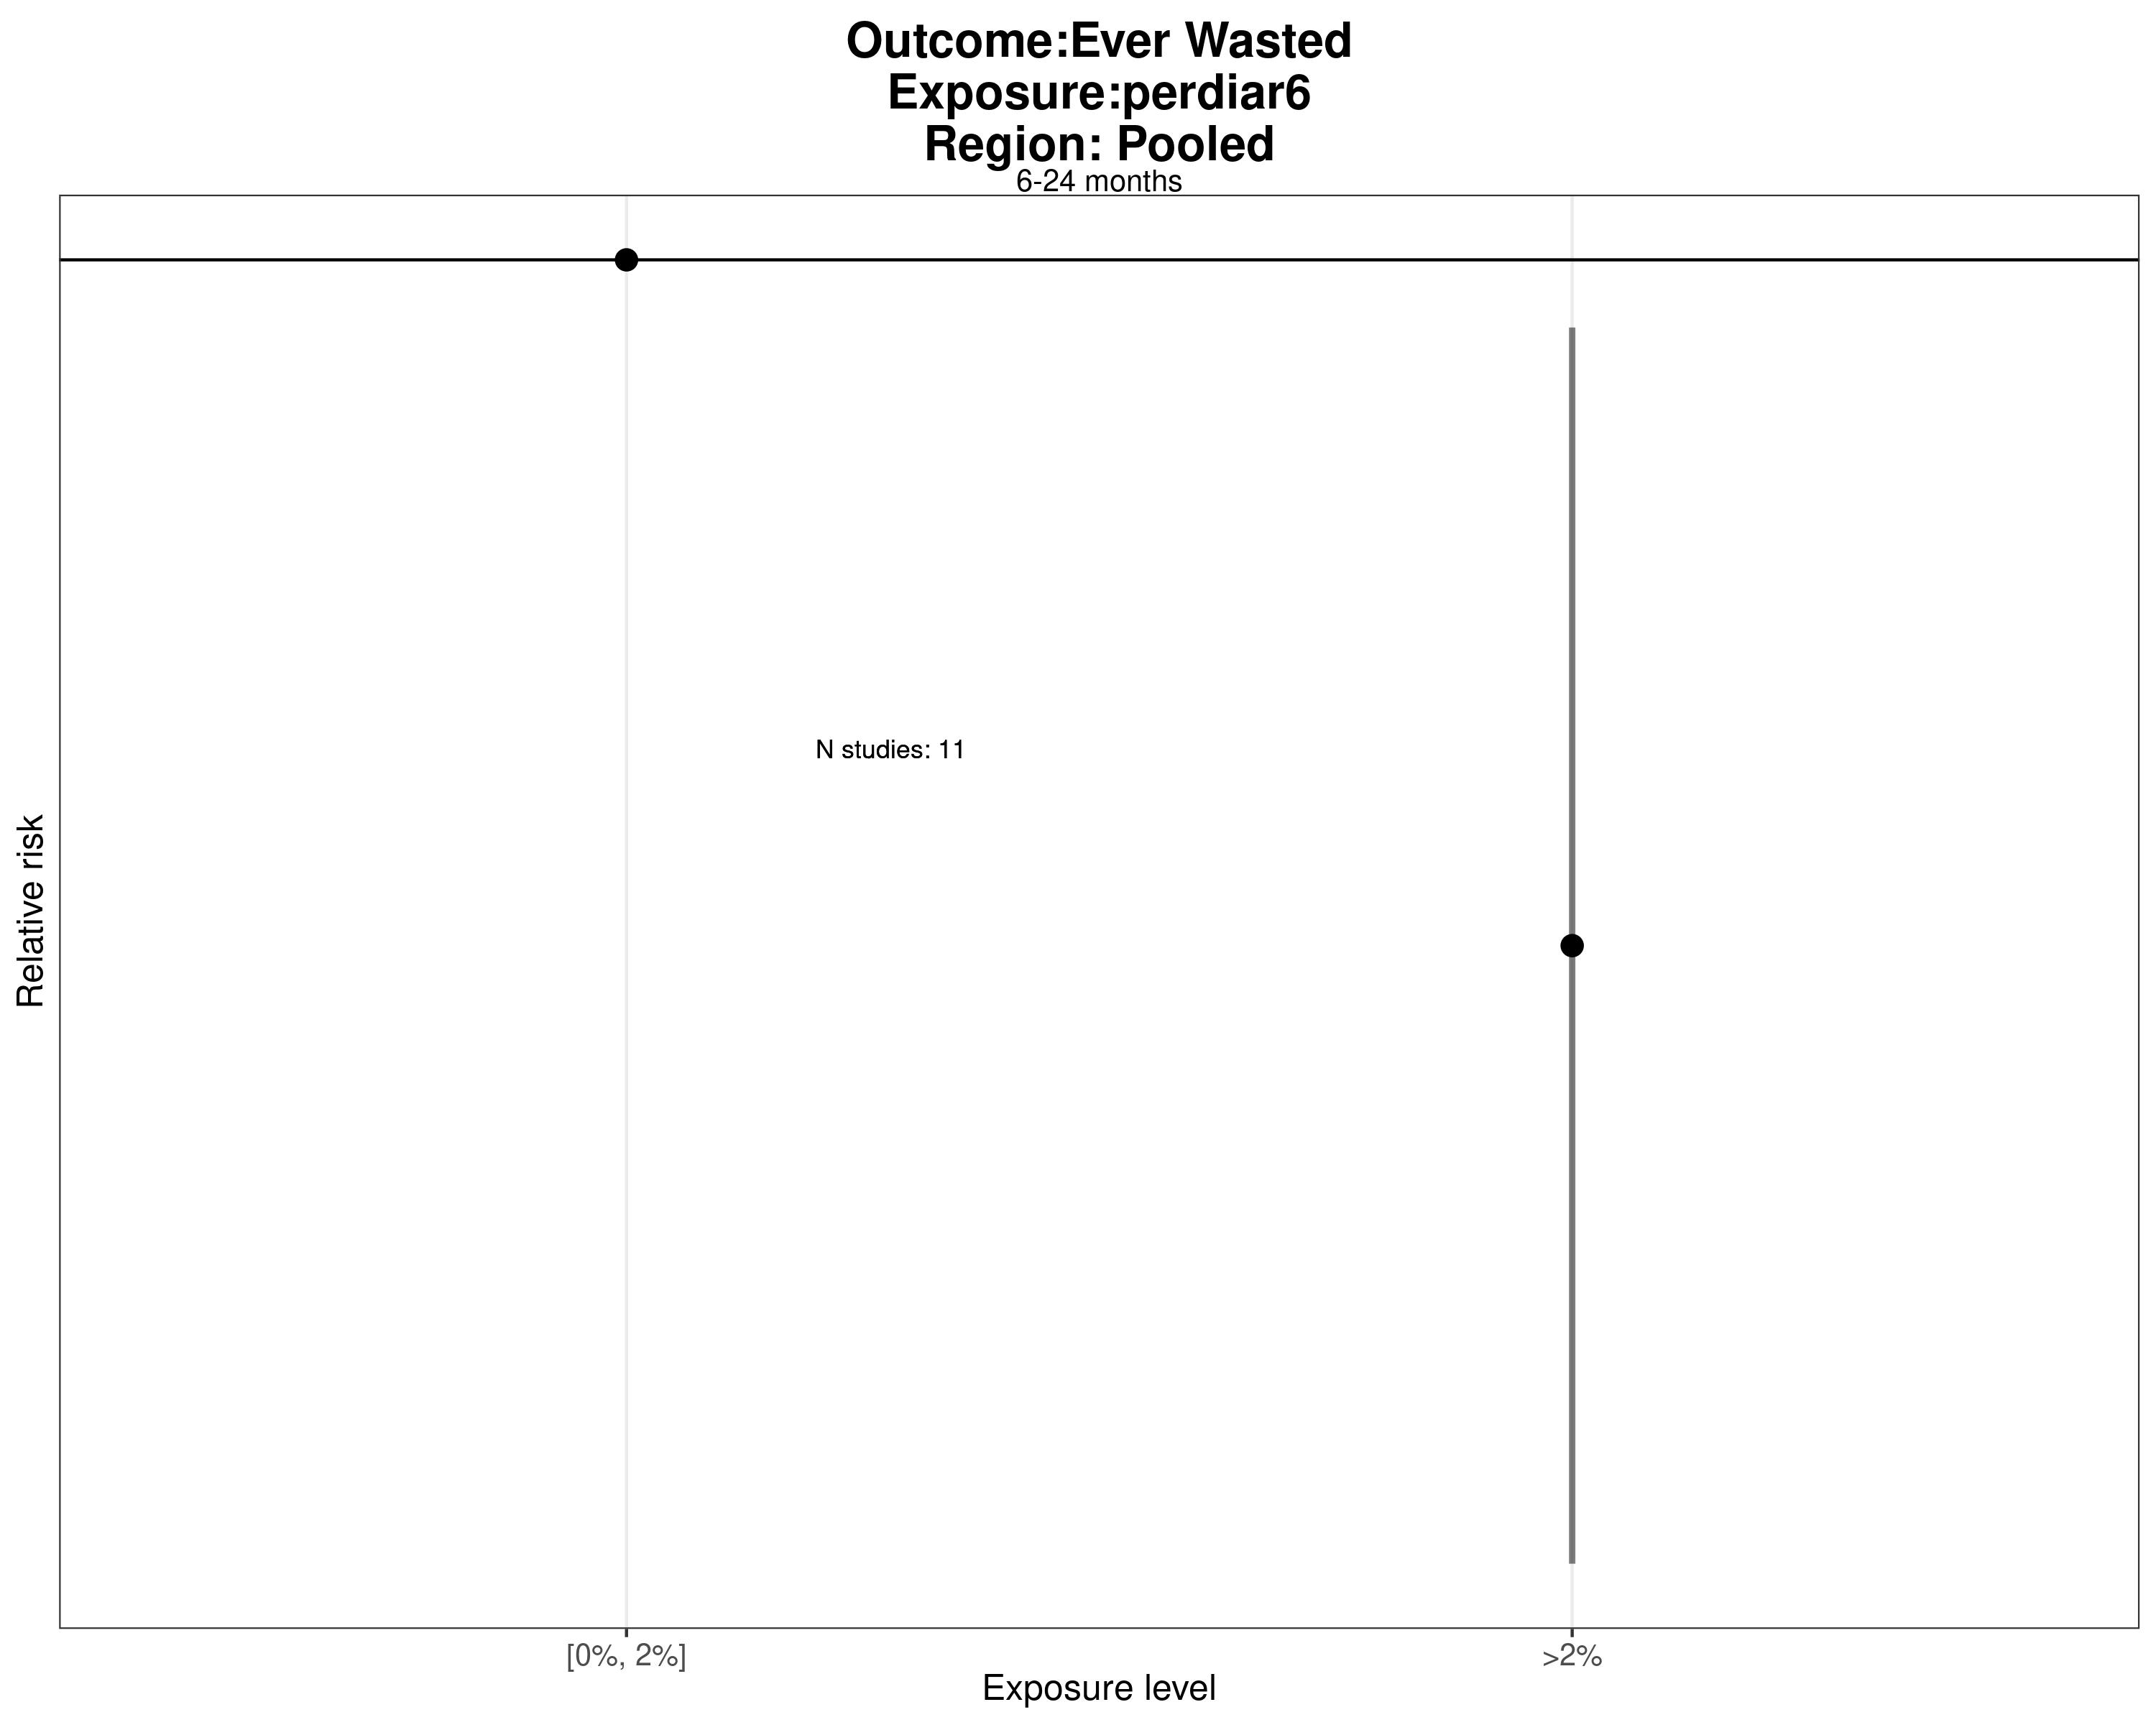 Outcome:Ever Wasted
Exposure:perdiar6
Region: Pooled
6-24 months
N studies: 11
Relative risk
[0%, 2%]
>2%
Exposure level